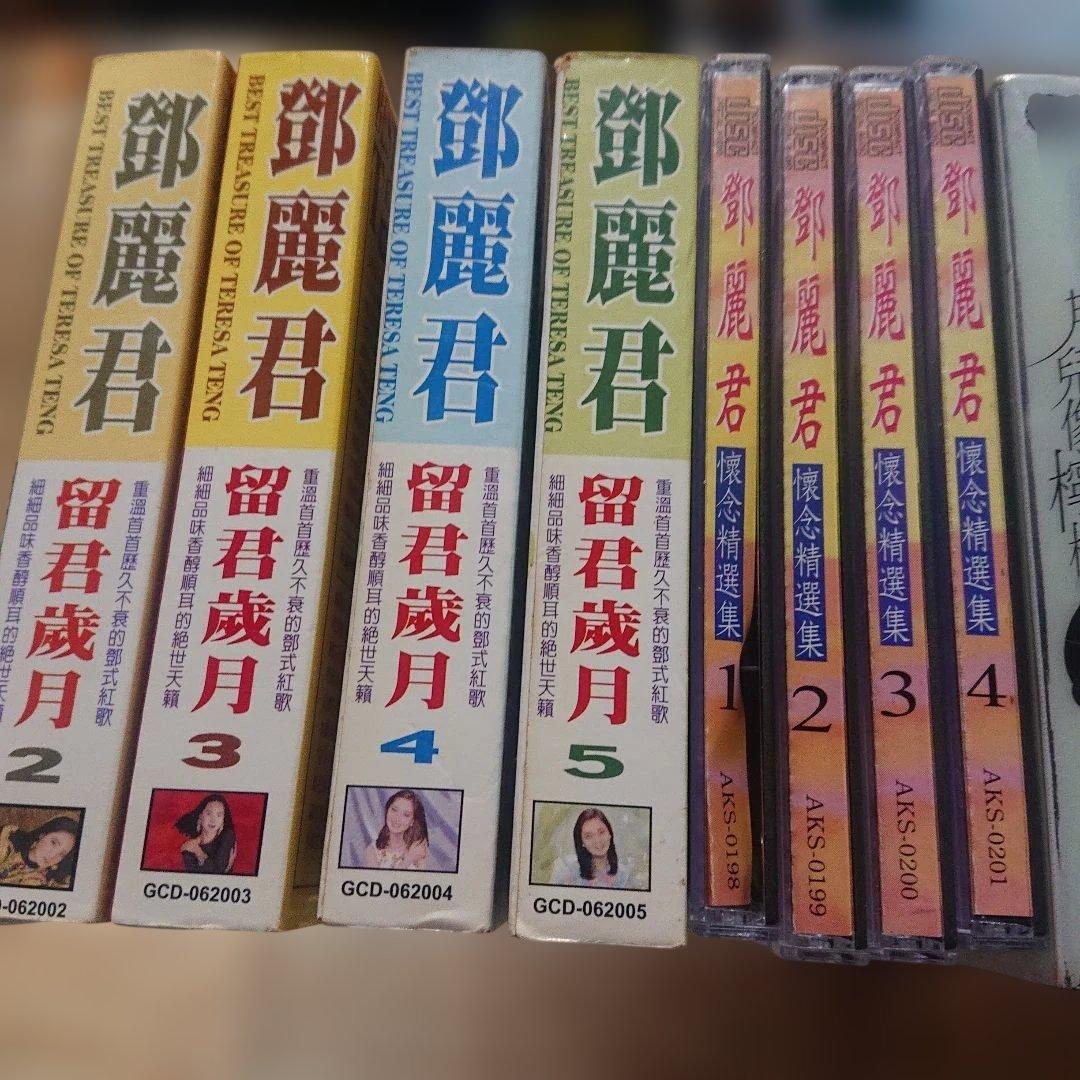 鄧麗君
BEST TREASURE OF TERESA TENG
重溫首首歷久不衰的鄧式紅歌
細細品味香醇順耳的絕世天籟
留君歲月
2
-062002
鄧麗君
BEST TREASURE OF TERESA TENG
重溫首首歷久不衰的鄧式紅歌
細細品味香醇順耳的絕世天籟
留君歲月
3
GCD-062003
鄧麗君
BEST TREASURE OF TERESA TENG
重溫首首歷久不衰的鄧式紅歌
細細品味香醇順耳的絕世天籟
留君歲月
4
GCD-062004
鄧麗君
BEST TREASURE OF TERESA TENG
重溫首首歷久不衰的鄧式紅歌
細細品味香醇順耳的絕世天籟
留君歲月
5
GCD-062005
disc
鄧麗君
懷念精選集
1
AKS-0198
disc
鄧麗君
懷念精選集
2
AKS-0199
disc
鄧麗君
懷念精選集
3
AKS-0200
disc
鄧麗君
懷念精選集
4
AKS-0201
兒像檸